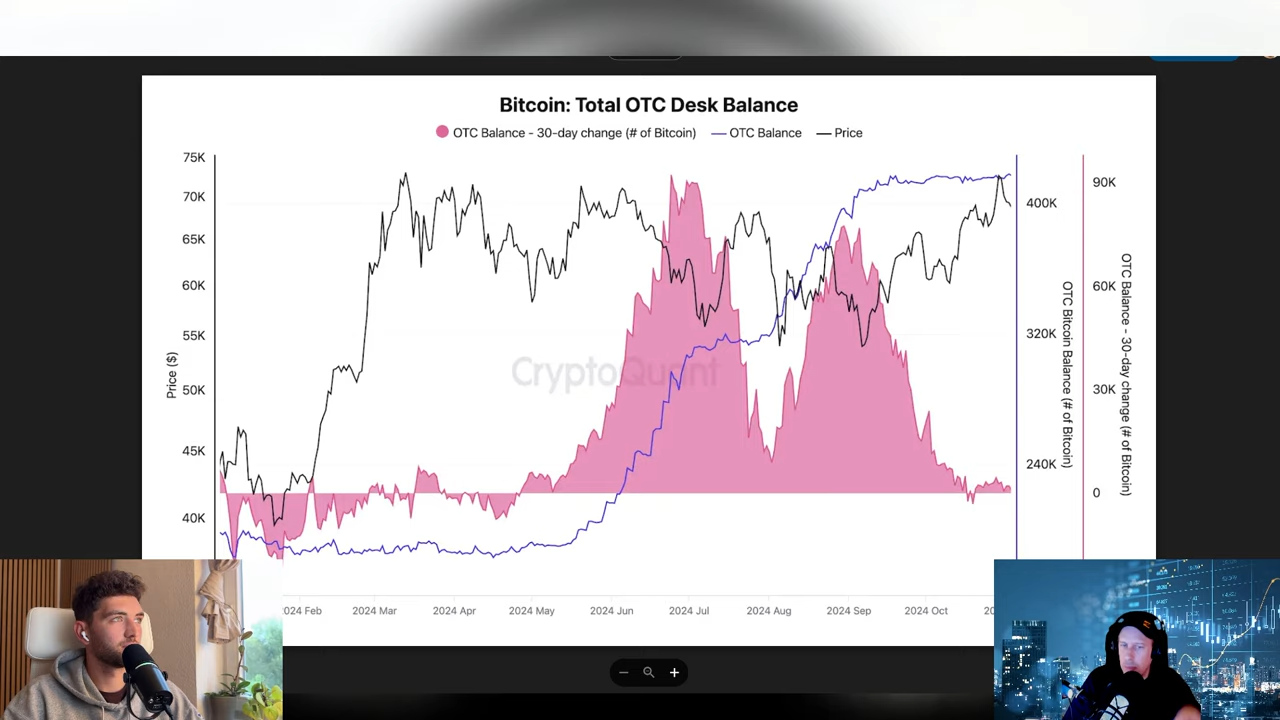 Bitcoin: Total OTC Desk Balance
OTC Balance - 30-day change (# of Bitcoin) OTC Balance Price
75K
70K
65K
60K
55K
50K
45K
40K
Price ($)
CryptoQuant
400K
320K
240K
OTC Bitcoin Balance (# of Bitcoin)
90K
60K
30K
0
OTC Balance - 30-day change (# of Bitcoin)
2024 Feb 2024 Mar 2024 Apr 2024 May 2024 Jun 2024 Jul 2024 Aug 2024 Sep 2024 Oct